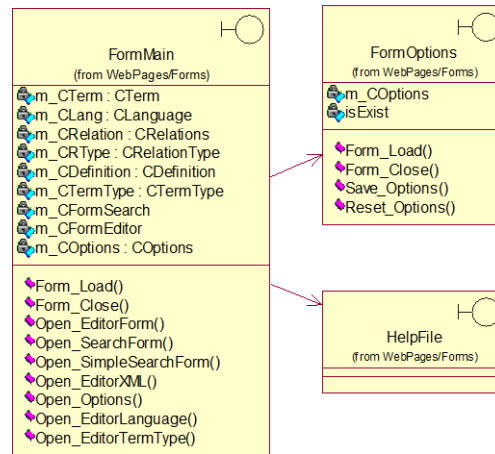 FormMain
(from WebPages/Forms)
m_CTerm : CTerm
m_CLang : CLanguage
m_CRelation : CRelations
m_CRType : CRelationType
m_CDefinition : CDefinition
m_CTermType : CTermType
m_CFormSearch
m_CFormEditor
m_COptions : COptions
Form_Load()
Form_Close()
Open_EditorForm()
Open_SearchForm()
Open_SimpleSearchForm()
Open_EditorXML()
Open_Options()
Open_EditorLanguage()
Open_EditorTermType()
FormOptions
(from WebPages/Forms)
m_COptions
isExist
Form_Load()
Form_Close()
Save_Options()
Reset_Options()
HelpFile
(from WebPages/Forms)